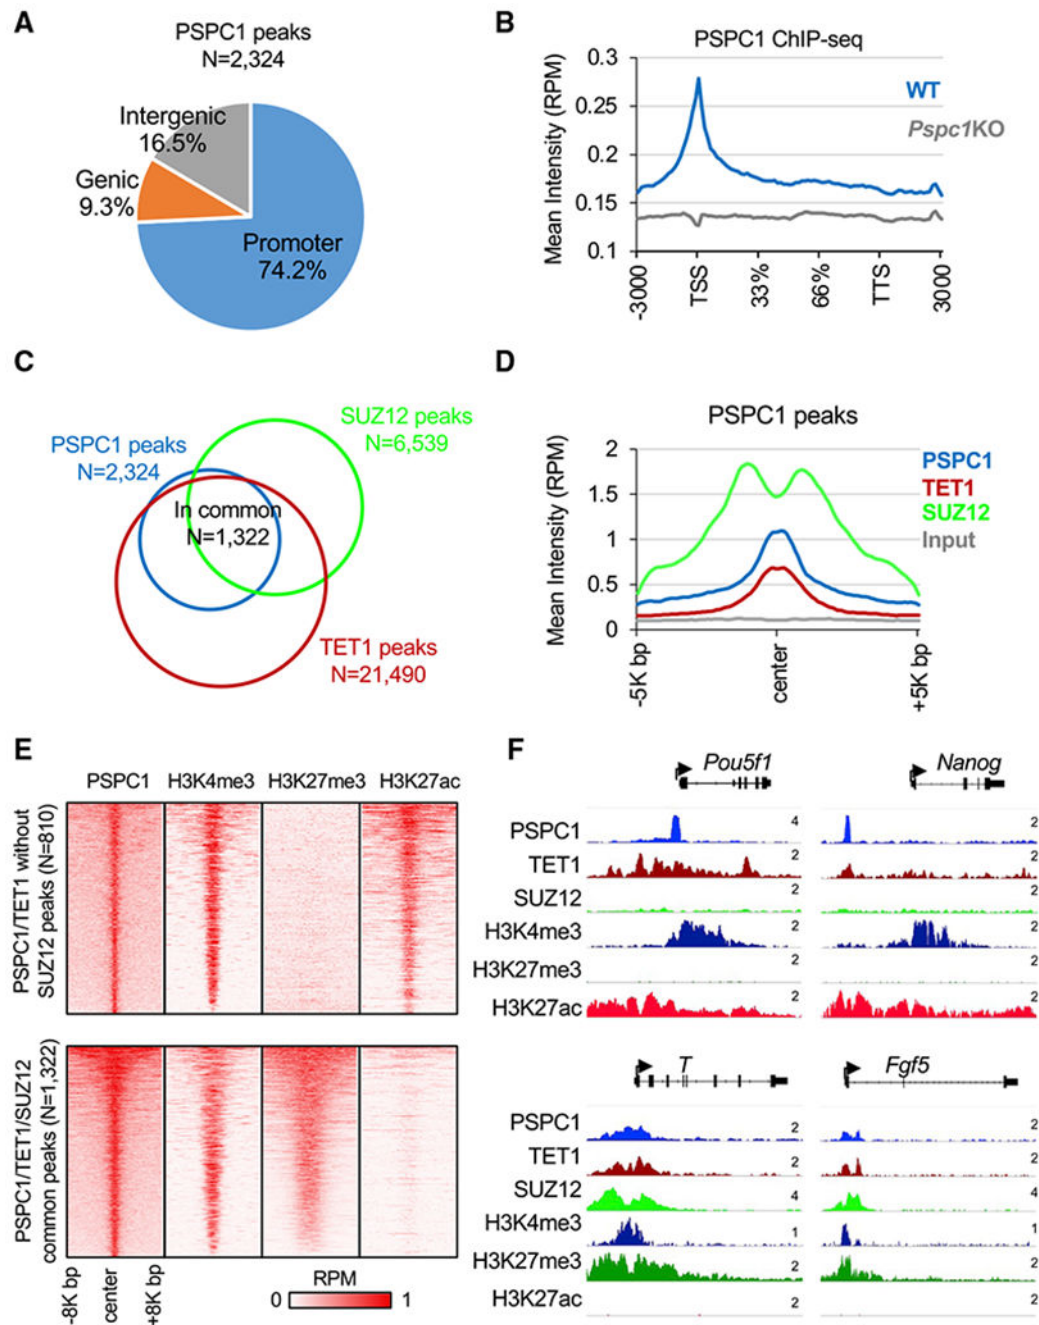 A
PSPC1 peaks
N=2,324
Intergenic
16.5%
Genic
9.3%
Promoter
74.2%
B
PSPC1 ChIP-seq
Mean Intensity (RPM)
0.3
0.25
0.2
0.15
0.1
WT
Pspc1KO
-3000
TSS
33%
66%
TTS
3000
C
PSPC1 peaks
N=2,324
SUZ12 peaks
N=6,539
In common
N=1,322
TET1 peaks
N=21,490
D
PSPC1 peaks
Mean Intensity (RPM)
2
1.5
1
0.5
0
PSPC1
TET1
SUZ12
Input
-5K bp
center
+5K bp
E
PSPC1 H3K4me3 H3K27me3 H3K27ac
PSPC1/TET1 without
SUZ12 peaks (N=810)
PSPC1/TET1/SUZ12
common peaks (N=1,322)
-8K bp
center
+8K bp
RPM
0 1
F
Pou5f1 Nanog
PSPC1 4 2
TET1 2 2
SUZ12 2 2
H3K4me3 2 2
H3K27me3 2 2
H3K27ac 2 2
T Fgf5
PSPC1 2 2
TET1 2 2
SUZ12 4 4
H3K4me3 1 1
H3K27me3 2 2
H3K27ac 2 2